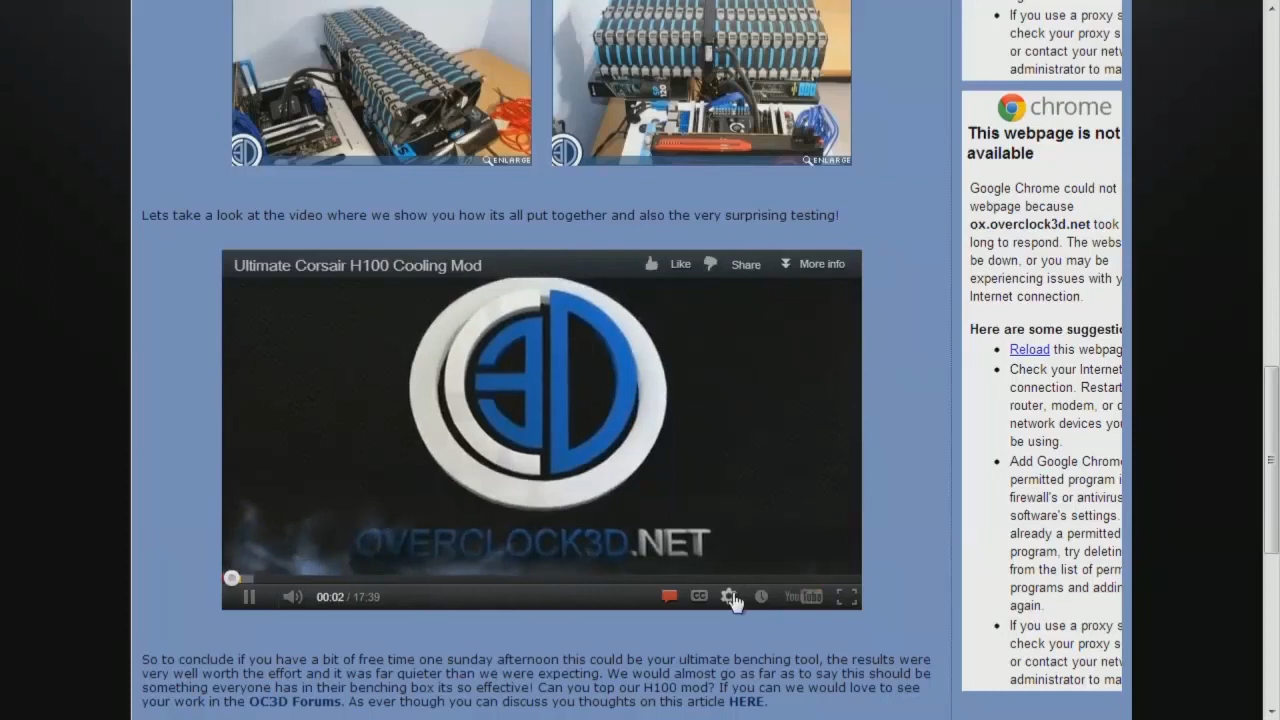 ENLARGE
ENLARGE
Lets take a look at the video where we show you how its all put together and also the very surprising testing!
Ultimate Corsair H100 Cooling Mod
Like
Share
More info
OVERCLOCK3D.NET
00:02 / 17:39
CC
YouTube
So to conclude if you have a bit of free time one sunday afternoon this could be your ultimate benching tool, the results were
very well worth the effort and it was far quieter than we were expecting. We would almost go as far as to say this should be
something everyone has in their benching box its so effective! Can you top our H100 mod? If you can we would love to see
your work in the OC3D Forums. As ever though you can discuss you thoughts on this article HERE.
If you use a proxy s
check your proxy s
or contact your netw
administrator to ma
chrome
This webpage is not
available
Google Chrome could not
webpage because
ox.overclock3d.net took
long to respond. The webs
be down, or you may be
experiencing issues with y
Internet connection.
Here are some suggestic
Reload this webpag
Check your Internet
connection. Restart
router, modem, or o
network devices you
be using.
Add Google Chrome
permitted program i
firewall's or antivirus
software's settings.
already a permitted
program, try deletin
from the list of perm
programs and addin
again.
If you use a proxy s
check your proxy s
or contact your netw
administrator to ma